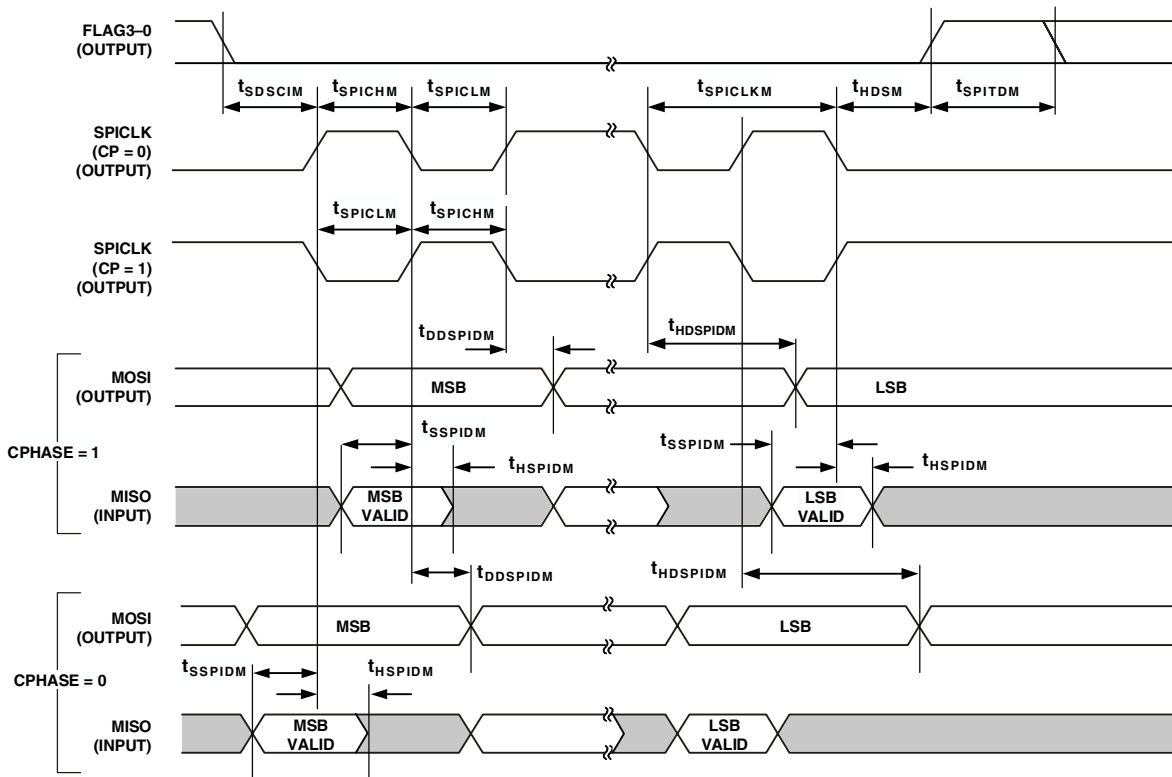 FLAG3–0
(OUTPUT)
tSDSCIM tSPICHM tSPICLM tSPICLKM tHDSM tSPITDM
SPICLK
(CP = 0)
(OUTPUT)
tSPICLM tSPICHM
SPICLK
(CP = 1)
(OUTPUT)
tDDSPIDM tHDSPIDM
MOSI
(OUTPUT)
MSB LSB
CPHASE = 1
tSSPIDM tHSPIDM tSSPIDM tHSPIDM
MISO
(INPUT)
MSB
VALID
LSB
VALID
tDDSPIDM tHDSPIDM
MOSI
(OUTPUT)
MSB LSB
CPHASE = 0
tSSPIDM tHSPIDM
MISO
(INPUT)
MSB
VALID
LSB
VALID